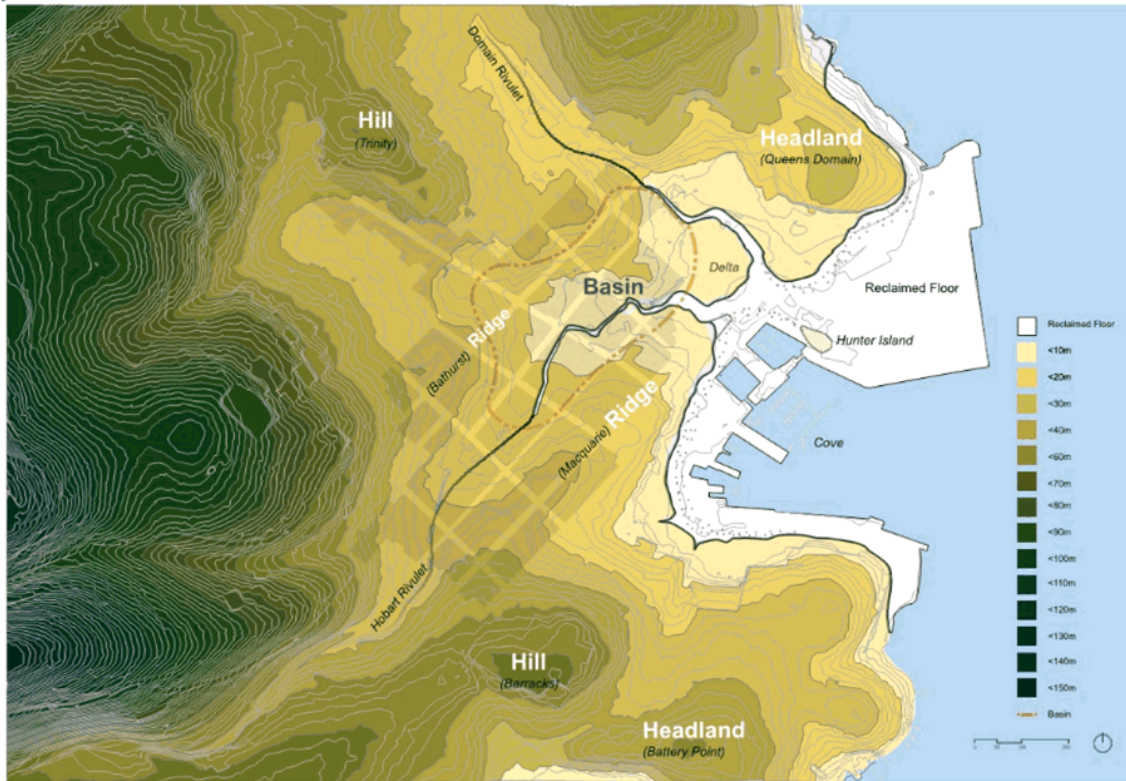 Domain Rivulet
Hill
(Trinity)
Headland
(Queens Domain)
Delta
Basin
Reclaimed Floor
Hunter Island
(Bathurst) Ridge
(Macquarie) Ridge
Cove
Hobart Rivulet
Hill
(Barracks)
Headland
(Battery Point)
Reclaimed Floor
<10m
<20m
<30m
<40m
<60m
<70m
<80m
<90m
<100m
<110m
<120m
<130m
<140m
<150m
Basin